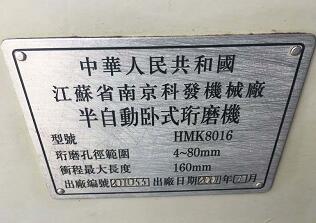 中華人民共和國
江蘇省南京科發機械廠
半自動卧式珩磨機
型號 HMK8016
珩磨孔徑範圍 4~80mm
衝程最大長度 160mm
出廠編號 出廠日期 年 月